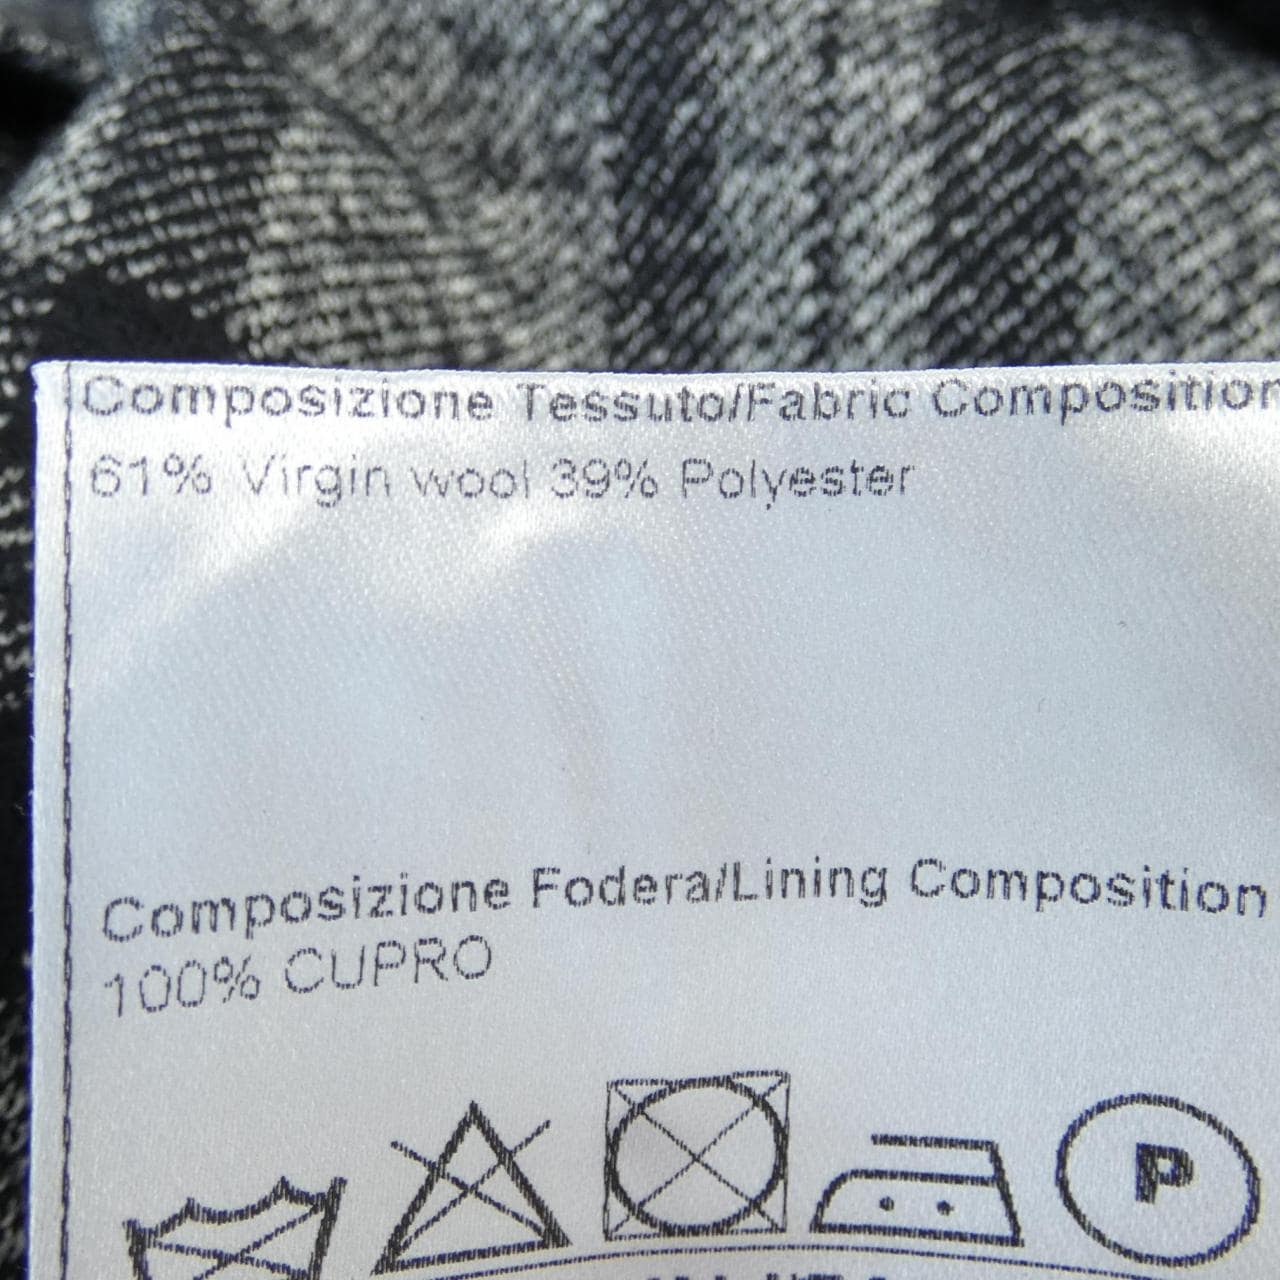 Composizione Tessuto/Fabric Composition
61% Virgin wool 39% Polyester
Composizione Fodera/Lining Composition
100% CUPRO
P